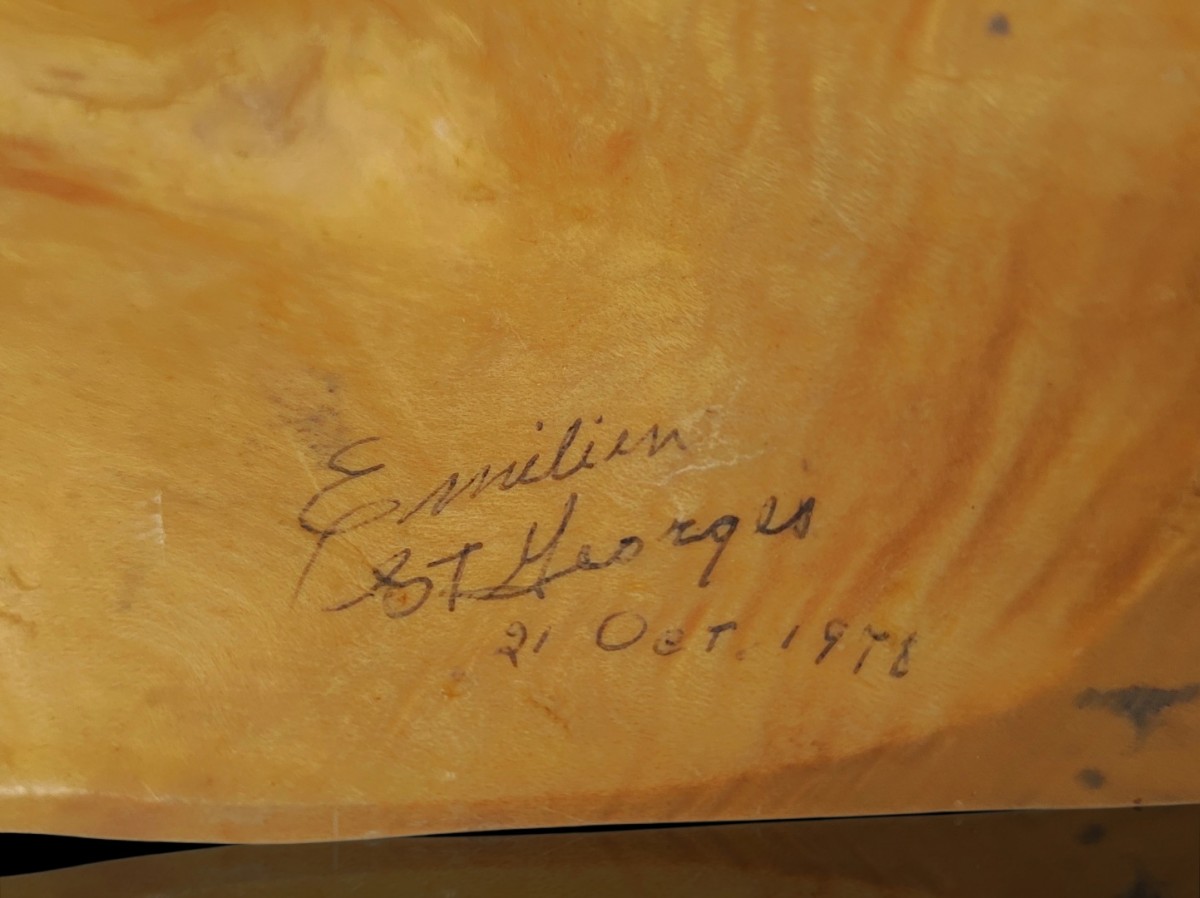 Emilien
St Georges
21 Oct. 1978